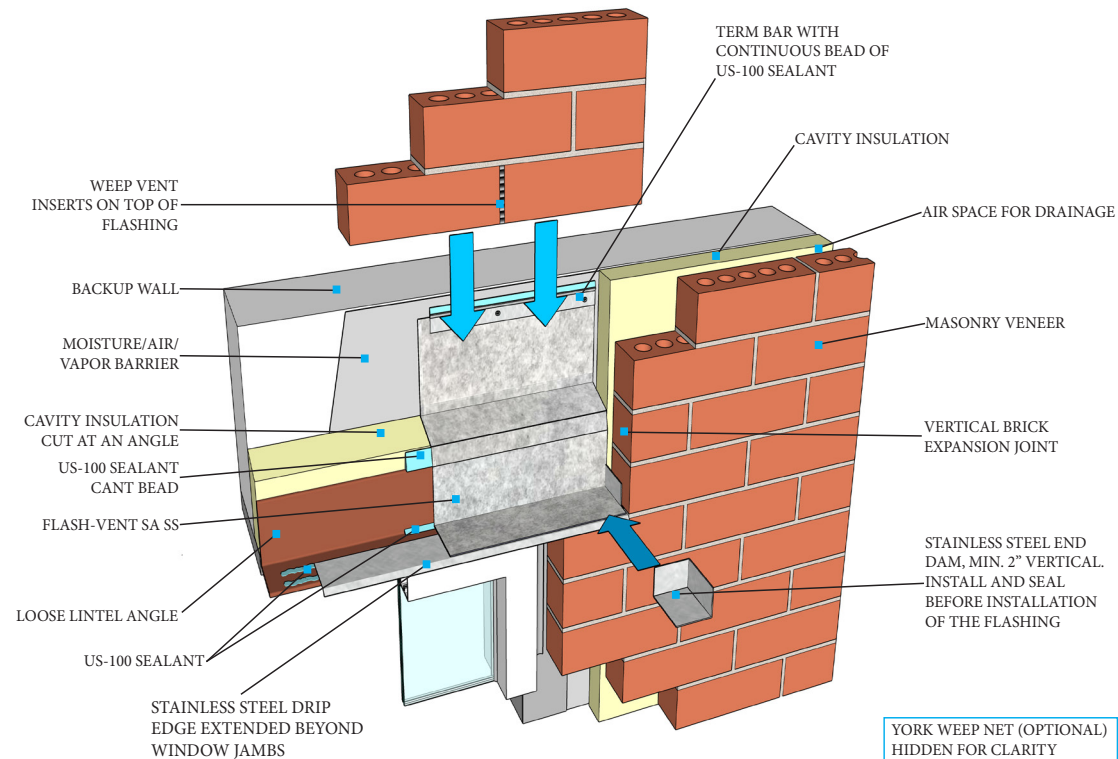 TERM BAR WITH
CONTINUOUS BEAD OF
US-100 SEALANT
CAVITY INSULATION
WEEP VENT
INSERTS ON TOP OF
FLASHING
AIR SPACE FOR DRAINAGE
BACKUP WALL
MASONRY VENEER
MOISTURE/AIR/
VAPOR BARRIER
CAVITY INSULATION
CUT AT AN ANGLE
VERTICAL BRICK
EXPANSION JOINT
US-100 SEALANT
CANT BEAD
FLASH-VENT SA SS
STAINLESS STEEL END
DAM, MIN. 2” VERTICAL.
INSTALL AND SEAL
BEFORE INSTALLATION
OF THE FLASHING
LOOSE LINTEL ANGLE
US-100 SEALANT
STAINLESS STEEL DRIP
EDGE EXTENDED BEYOND
WINDOW JAMBS
YORK WEEP NET (OPTIONAL)
HIDDEN FOR CLARITY